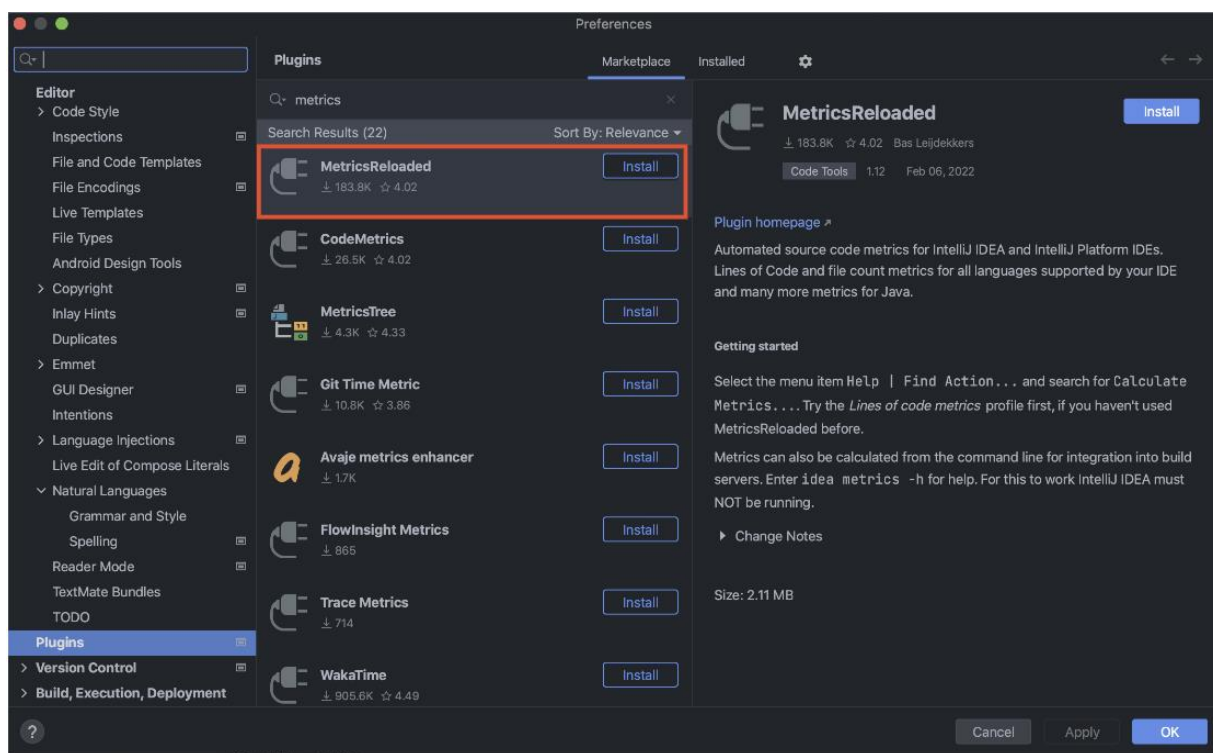 Preferences
Editor
Code Style
Inspections
File and Code Templates
File Encodings
Live Templates
File Types
Android Design Tools
Copyright
Inlay Hints
Duplicates
Emmet
GUI Designer
Intentions
Language Injections
Live Edit of Compose Literals
Natural Languages
Grammar and Style
Spelling
Reader Mode
TextMate Bundles
TODO
Plugins
Version Control
Build, Execution, Deployment
?
Plugins
Marketplace
Installed
metrics
Search Results (22)
Sort By: Relevance
MetricsReloaded
Install
183.8K 4.02
CodeMetrics
Install
26.5K 4.02
MetricsTree
Install
4.3K 4.33
Git Time Metric
Install
10.8K 3.86
Avaje metrics enhancer
Install
1.7K
FlowInsight Metrics
Install
865
Trace Metrics
Install
714
WakaTime
Install
905.6K 4.49
MetricsReloaded
Install
183.8K 4.02 Bas Leijdekkers
Code Tools 1.12 Feb 06, 2022
Plugin homepage
Automated source code metrics for IntelliJ IDEA and IntelliJ Platform IDEs.
Lines of Code and file count metrics for all languages supported by your IDE
and many more metrics for Java.
Getting started
Select the menu item Help | Find Action... and search for Calculate
Metrics.... Try the Lines of code metrics profile first, if you haven't used
MetricsReloaded before.
Metrics can also be calculated from the command line for integration into build
servers. Enter idea metrics -h for help. For this to work IntelliJ IDEA must
NOT be running.
Change Notes
Size: 2.11 MB
Cancel
Apply
OK